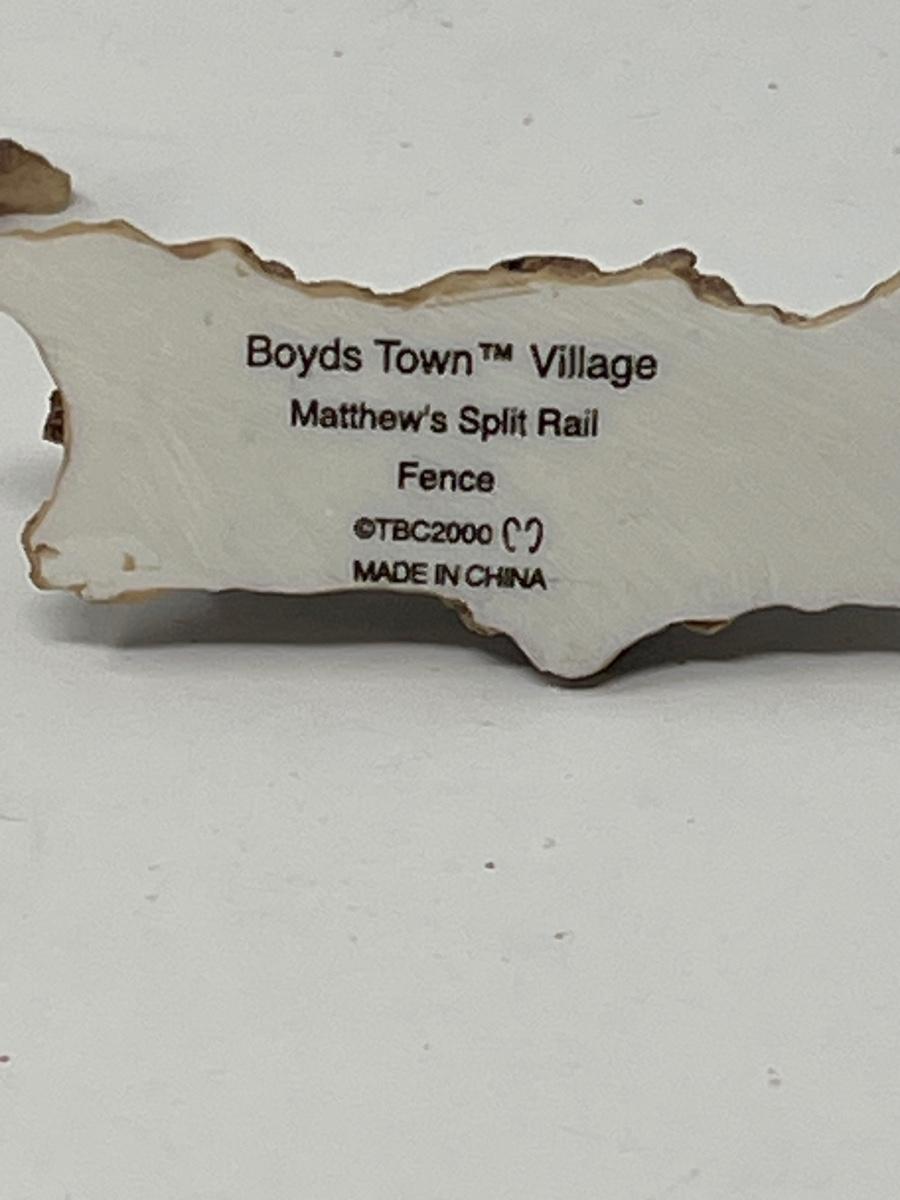 Boyds Town™ Village
Matthew's Split Rail
Fence
©TBC2000
MADE IN CHINA